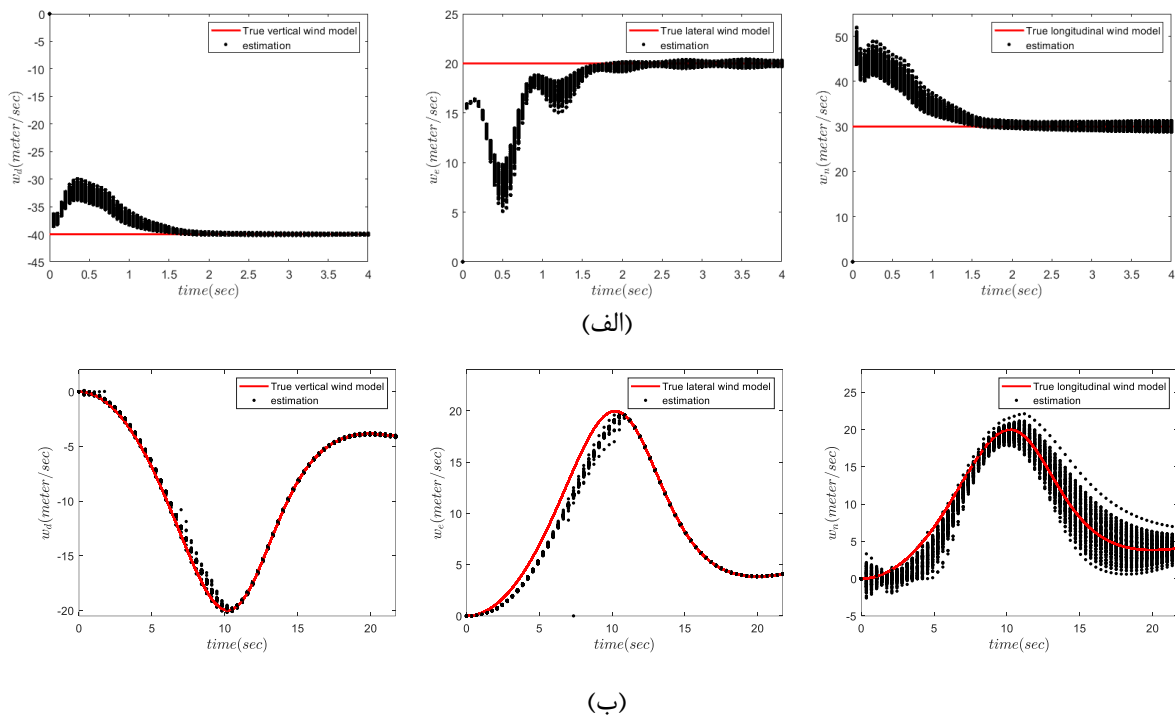 True vertical wind model
estimation
0
-5
-10
-15
-20
-25
-30
-35
-40
-45
w_d(meter/sec)
0 0.5 1 1.5 2 2.5 3 3.5 4
time(sec)
True lateral wind model
estimation
25
20
15
10
5
0
w_e(meter/sec)
0 0.5 1 1.5 2 2.5 3 3.5 4
time(sec)
True longitudinal wind model
estimation
50
40
30
20
10
0
w_n(meter/sec)
0 0.5 1 1.5 2 2.5 3 3.5 4
time(sec)
(الف)
True vertical wind model
estimation
0
-5
-10
-15
-20
w_d(meter/sec)
0 5 10 15 20
time(sec)
True lateral wind model
estimation
20
15
10
5
0
w_e(meter/sec)
0 5 10 15 20
time(sec)
True longitudinal wind model
estimation
25
20
15
10
5
0
-5
w_n(meter/sec)
0 5 10 15 20
time(sec)
(ب)